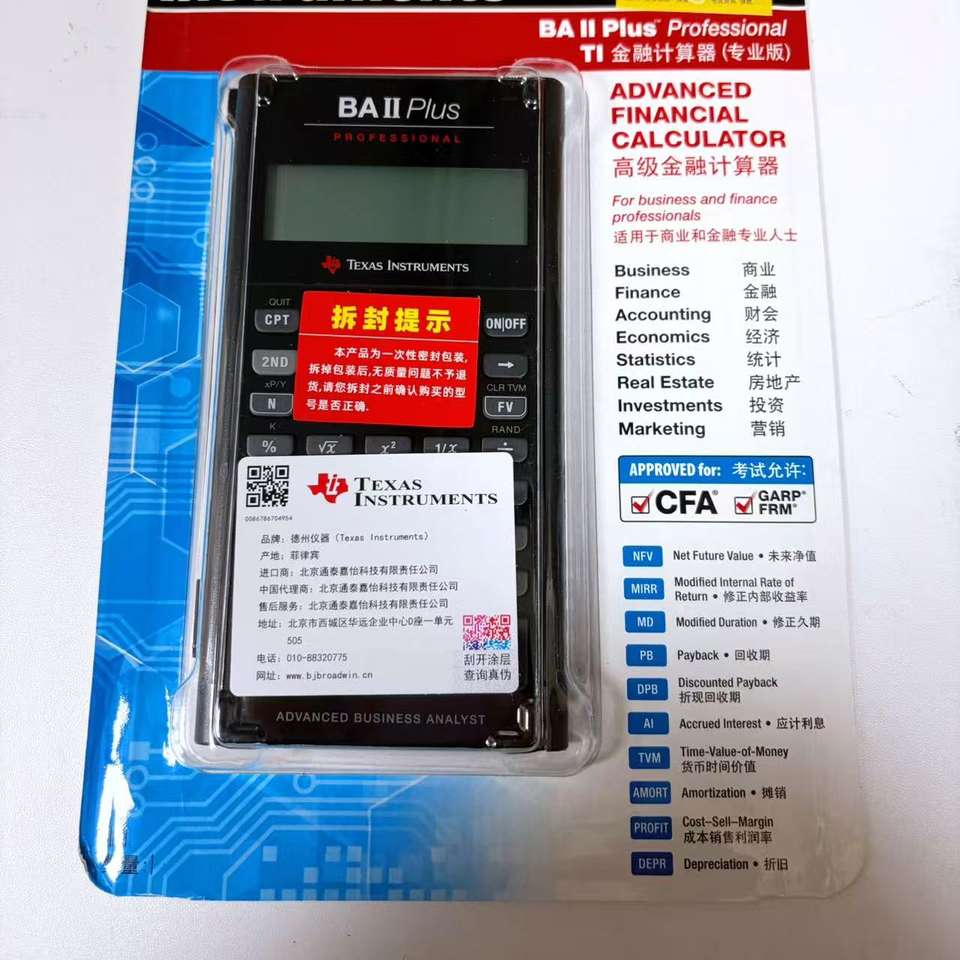 Instruments
BA II Plus™ Professional
TI 金融计算器(专业版)
BA II Plus
PROFESSIONAL
TEXAS INSTRUMENTS
QUIT
CPT
2ND
xP/Y
N
K
%
√x
x²
1/x
÷
ON|OFF
→
CLR TVM
FV
RAND
拆封提示
本产品为一次性密封包装,
拆掉包装后,无质量问题不予退
货,请您拆封之前确认购买的型
号是否正确.
TEXAS
INSTRUMENTS
0086786704954
品牌:德州仪器(Texas Instruments)
产地:菲律宾
进口商:北京通泰嘉怡科技有限责任公司
中国代理商:北京通泰嘉怡科技有限责任公司
售后服务:北京通泰嘉怡科技有限责任公司
地址:北京市西城区华远企业中心D座一单元
505
电话:010-88320775
网址:www.bjbroadwin.cn
刮开涂层
查询真伪
ADVANCED BUSINESS ANALYST
ADVANCED
FINANCIAL
CALCULATOR
高级金融计算器
For business and finance
professionals
适用于商业和金融专业人士
Business 商业
Finance 金融
Accounting 财会
Economics 经济
Statistics 统计
Real Estate 房地产
Investments 投资
Marketing 营销
APPROVED for: 考试允许:
CFA®
GARP®
FRM®
NFV Net Future Value • 未来净值
MIRR Modified Internal Rate of
Return • 修正内部收益率
MD Modified Duration • 修正久期
PB Payback • 回收期
DPB Discounted Payback
折现回收期
AI Accrued Interest • 应计利息
TVM Time-Value-of-Money
货币时间价值
AMORT Amortization • 摊销
PROFIT Cost–Sell–Margin
成本销售利润率
DEPR Depreciation • 折旧
量